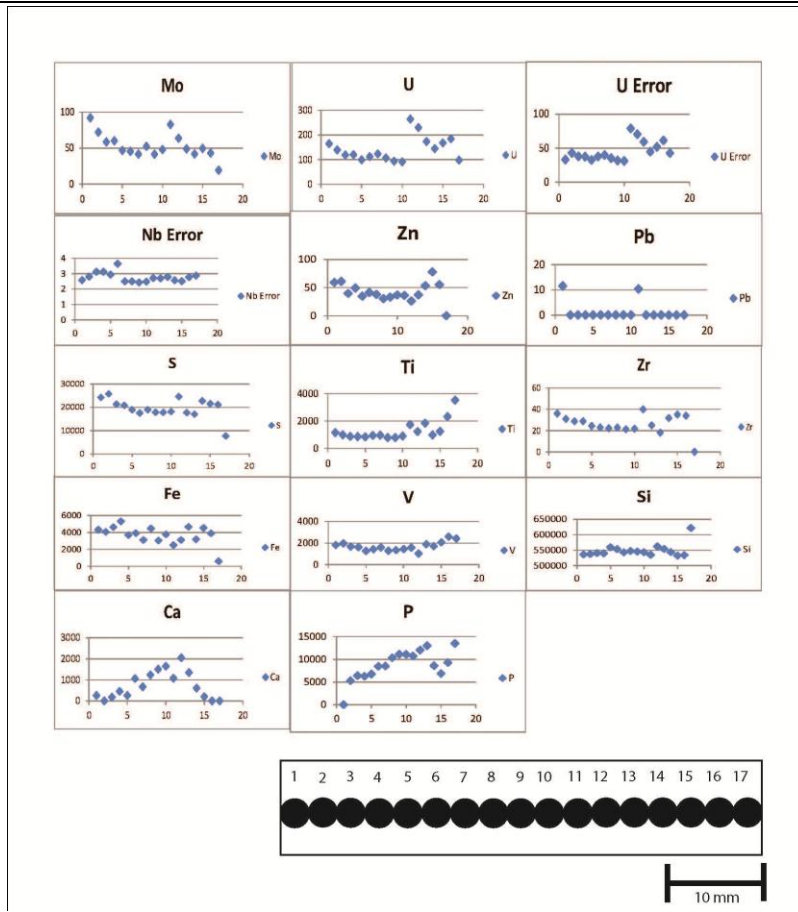 Mo
100
50
0
0 5 10 15 20
Mo
U
300
200
100
0
0 5 10 15 20
U
U Error
100
50
0
0 10 20
U Error
Nb Error
4
3
2
1
0
0 5 10 15 20
Nb Error
Zn
100
50
0
0 10 20
Zn
Pb
20
10
0
0 5 10 15 20
Pb
S
30000
20000
10000
0
0 5 10 15 20
S
Ti
4000
2000
0
0 5 10 15 20
Ti
Zr
60
40
20
0
0 5 10 15 20
Zr
Fe
6000
4000
2000
0
0 5 10 15 20
Fe
V
4000
2000
0
0 5 10 15 20
V
Si
650000
600000
550000
500000
0 5 10 15 20
Si
Ca
3000
2000
1000
0
0 5 10 15 20
Ca
P
15000
10000
5000
0
0 5 10 15 20
P
1 2 3 4 5 6 7 8 9 10 11 12 13 14 15 16 17
10 mm